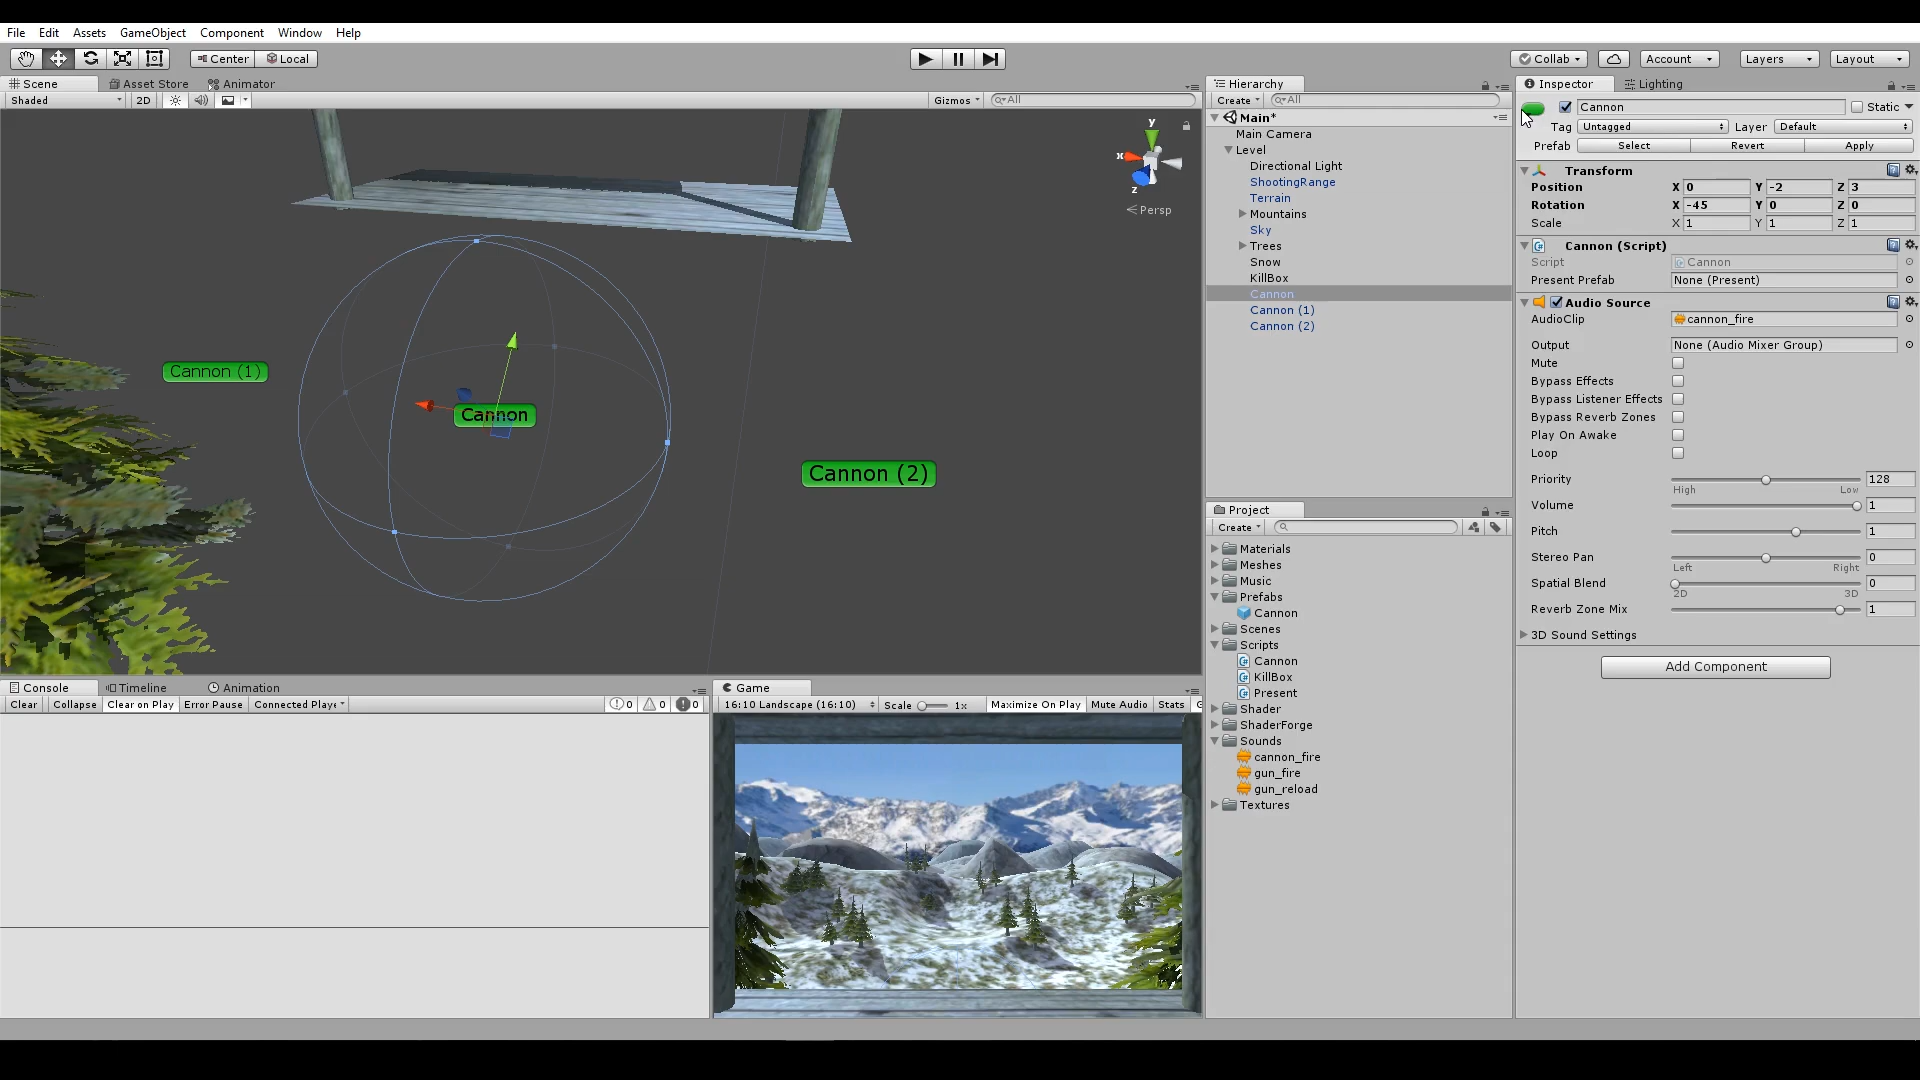 File Edit Assets GameObject Component Window Help
Center Local Collab Account Layers Layout
Scene Asset Store Animator
Shaded 2D Gizmos All
y
x
z
Persp
Cannon (1)
Cannon
Cannon (2)
Hierarchy
Create All
Main*
Main Camera
Level
Directional Light
ShootingRange
Terrain
Mountains
Sky
Trees
Snow
KillBox
Cannon
Cannon (1)
Cannon (2)
Project
Create
Materials
Meshes
Music
Prefabs
Cannon
Scenes
Scripts
Cannon
KillBox
Present
Shader
ShaderForge
Sounds
cannon_fire
gun_fire
gun_reload
Textures
Inspector Lighting
Cannon Static
Tag Untagged Layer Default
Prefab Select Revert Apply
Transform
Position X 0 Y -2 Z 3
Rotation X -45 Y 0 Z 0
Scale X 1 Y 1 Z 1
Cannon (Script)
Script Cannon
Present Prefab None (Present)
Audio Source
AudioClip cannon_fire
Output None (Audio Mixer Group)
Mute
Bypass Effects
Bypass Listener Effects
Bypass Reverb Zones
Play On Awake
Loop
Priority 128
High Low
Volume 1
Pitch 1
Stereo Pan 0
Left Right
Spatial Blend 0
2D 3D
Reverb Zone Mix 1
3D Sound Settings
Add Component
Console Timeline Animation
Clear Collapse Clear on Play Error Pause Connected Playe 0 0 0
Game
16:10 Landscape (16:10) Scale 1x Maximize On Play Mute Audio Stats G